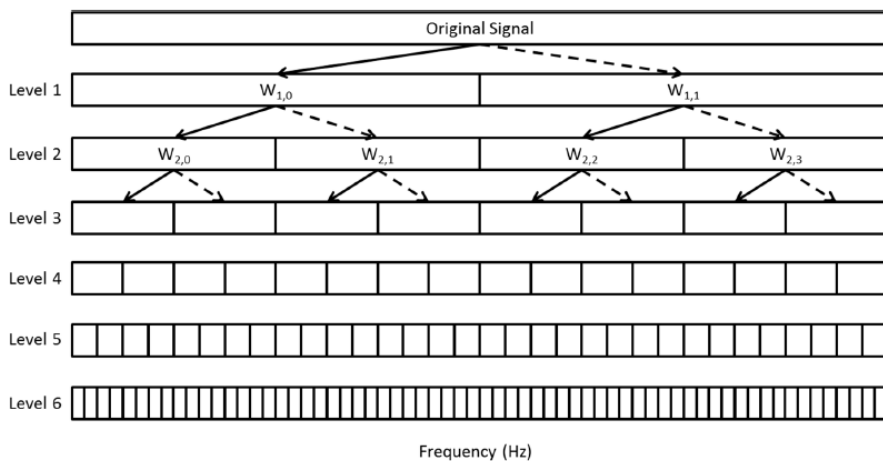 Original Signal
Level 1 W1,0 W1,1
Level 2 W2,0 W2,1 W2,2 W2,3
Level 3
Level 4
Level 5
Level 6
Frequency (Hz)